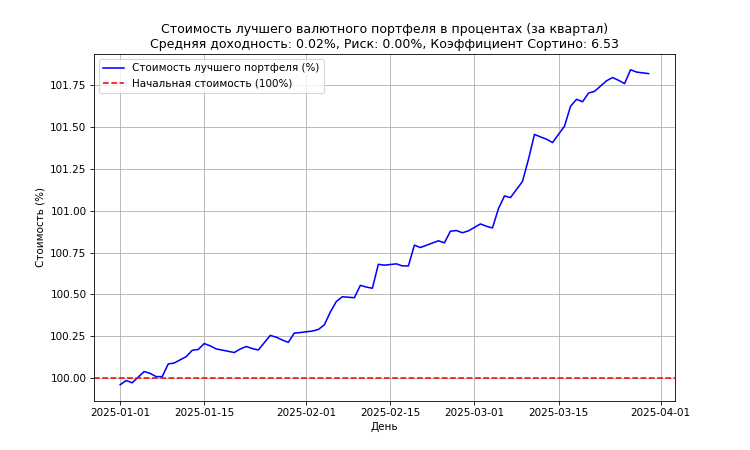 Стоимость лучшего валютного портфеля в процентах (за квартал)
Средняя доходность: 0.02%, Риск: 0.00%, Коэффициент Сортино: 6.53
Стоимость лучшего портфеля (%)
Начальная стоимость (100%)
Стоимость (%)
101.75
101.50
101.25
101.00
100.75
100.50
100.25
100.00
2025-01-01 2025-01-15 2025-02-01 2025-02-15 2025-03-01 2025-03-15 2025-04-01
День